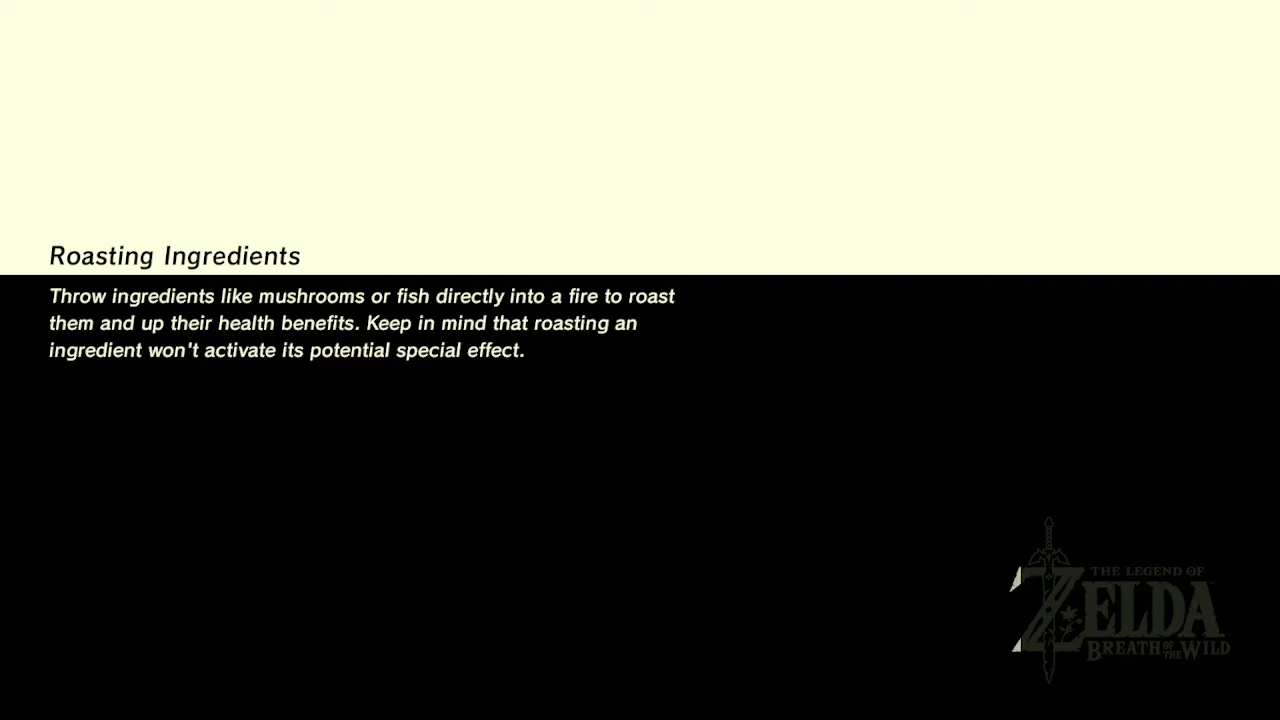 Roasting Ingredients
Throw ingredients like mushrooms or fish directly into a fire to roast
them and up their health benefits. Keep in mind that roasting an
ingredient won't activate its potential special effect.
THE LEGEND OF
ZELDA
BREATH OF THE WILD